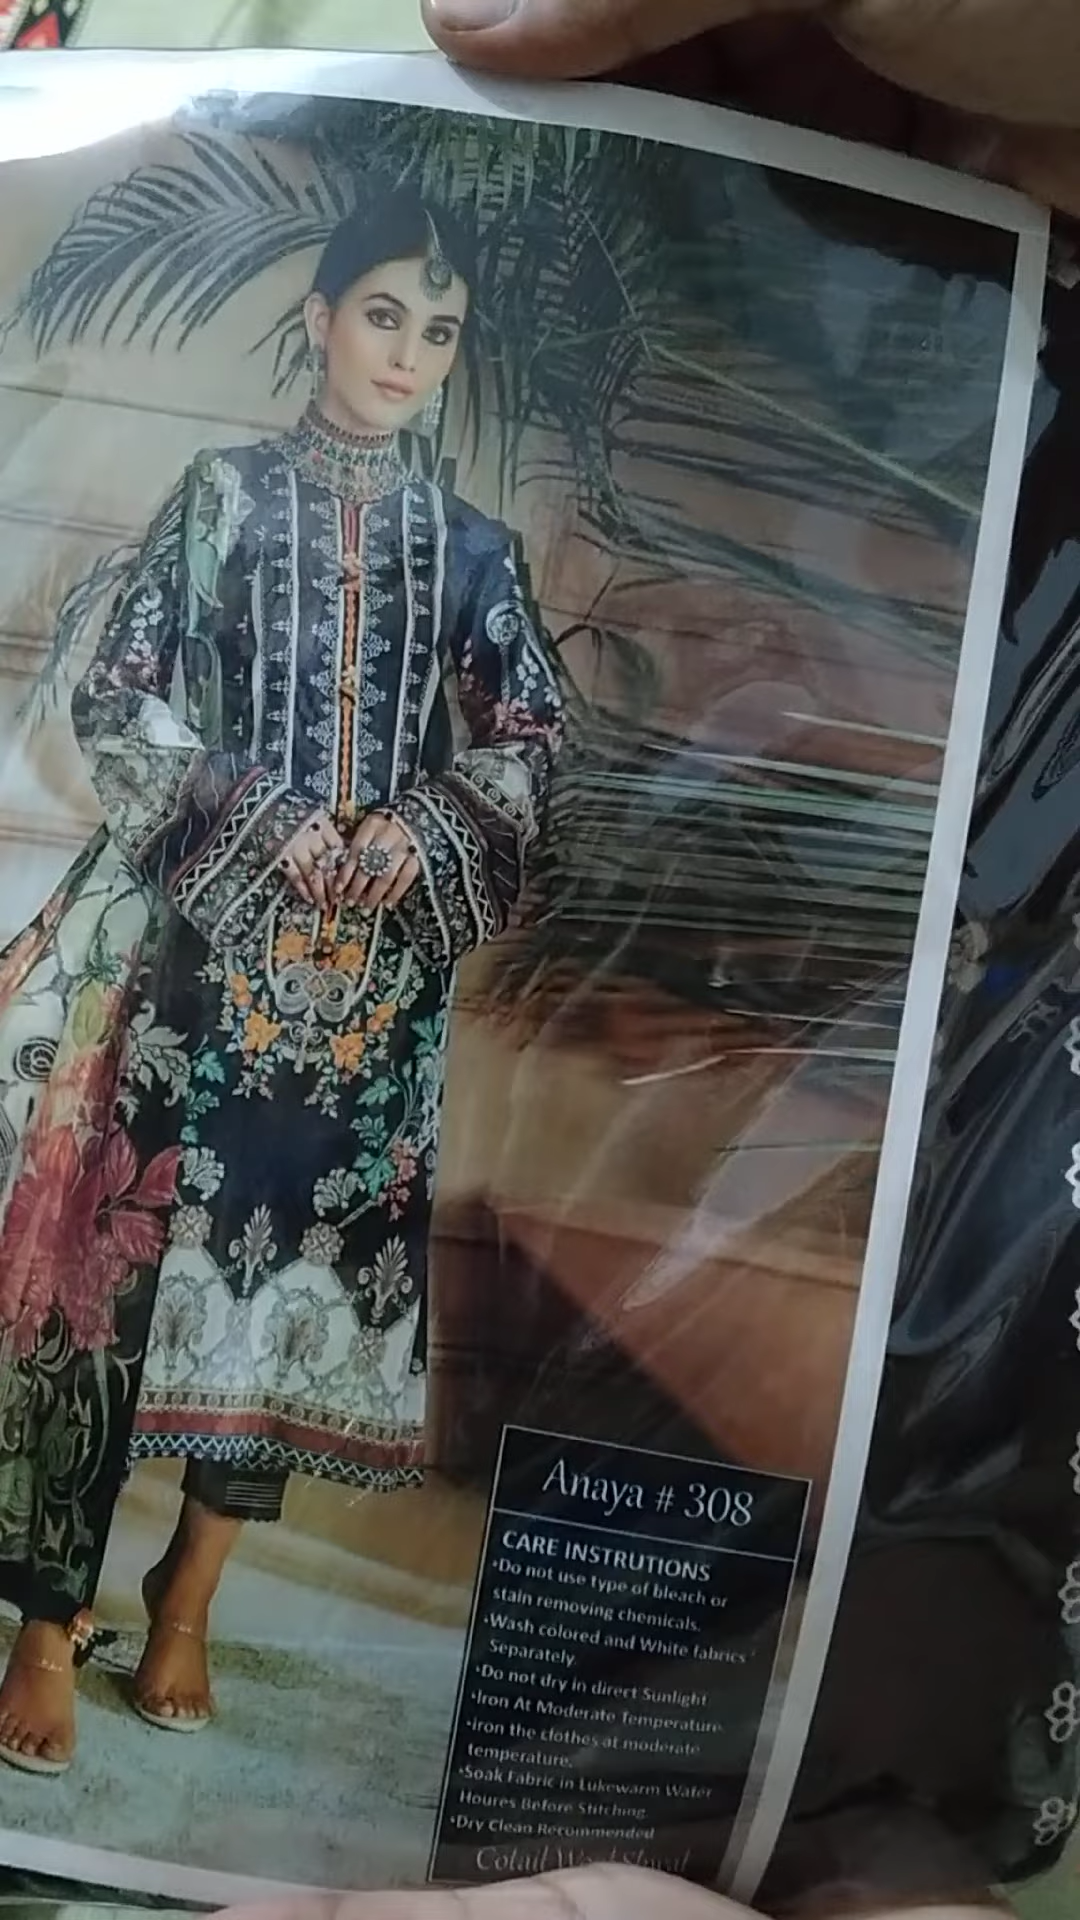 Anaya # 308
CARE INSTRUTIONS
•Do not use type of bleach or
stain removing chemicals.
•Wash colored and White fabrics
Separately.
•Do not dry in direct Sunlight
•Iron At Moderate Temperature
•iron the clothes at moderate
temperature.
•Soak Fabric in Lukewarm Water
Houres Before Stitching.
•Dry Clean Recommended